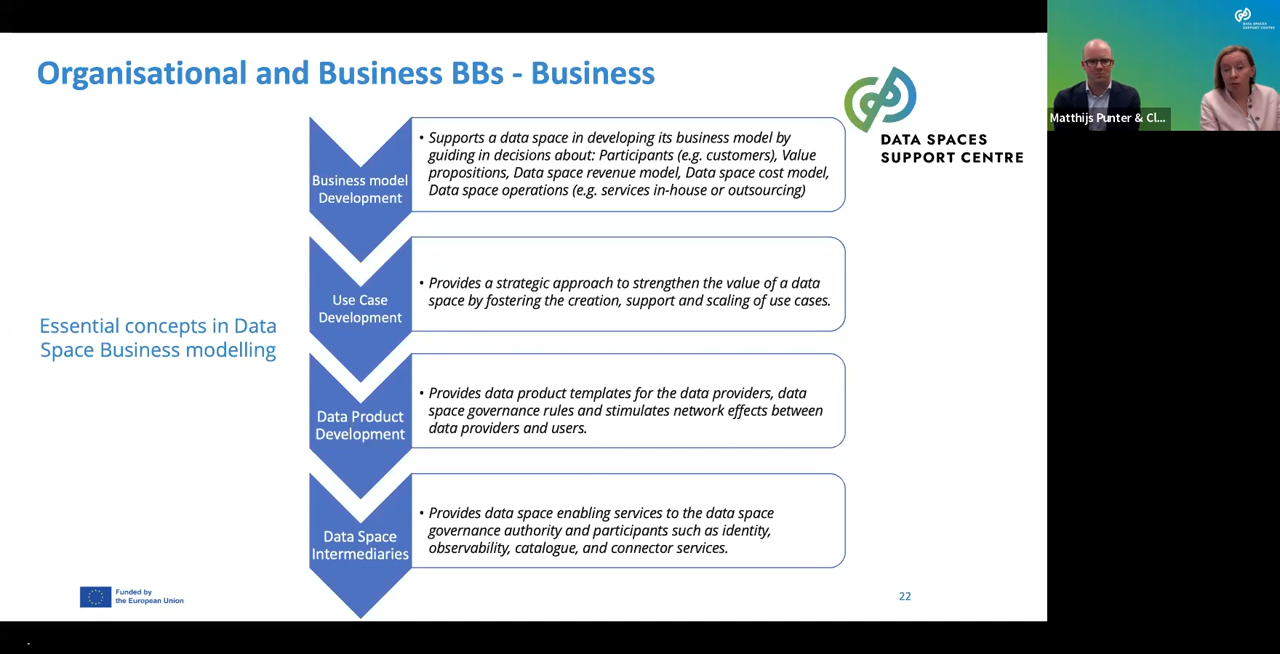 Organisational and Business BBs - Business
DATA SPACES
SUPPORT CENTRE
Business model
Development
• Supports a data space in developing its business model by
guiding in decisions about: Participants (e.g. customers), Value
propositions, Data space revenue model, Data space cost model,
Data space operations (e.g. services in-house or outsourcing)
Use Case
Development
• Provides a strategic approach to strengthen the value of a data
space by fostering the creation, support and scaling of use cases.
Essential concepts in Data
Space Business modelling
Data Product
Development
• Provides data product templates for the data providers, data
space governance rules and stimulates network effects between
data providers and users.
Data Space
Intermediaries
• Provides data space enabling services to the data space
governance authority and participants such as identity,
observability, catalogue, and connector services.
Funded by
the European Union
22
DATA SPACES
SUPPORT CENTRE
Matthijs Punter & Cl...